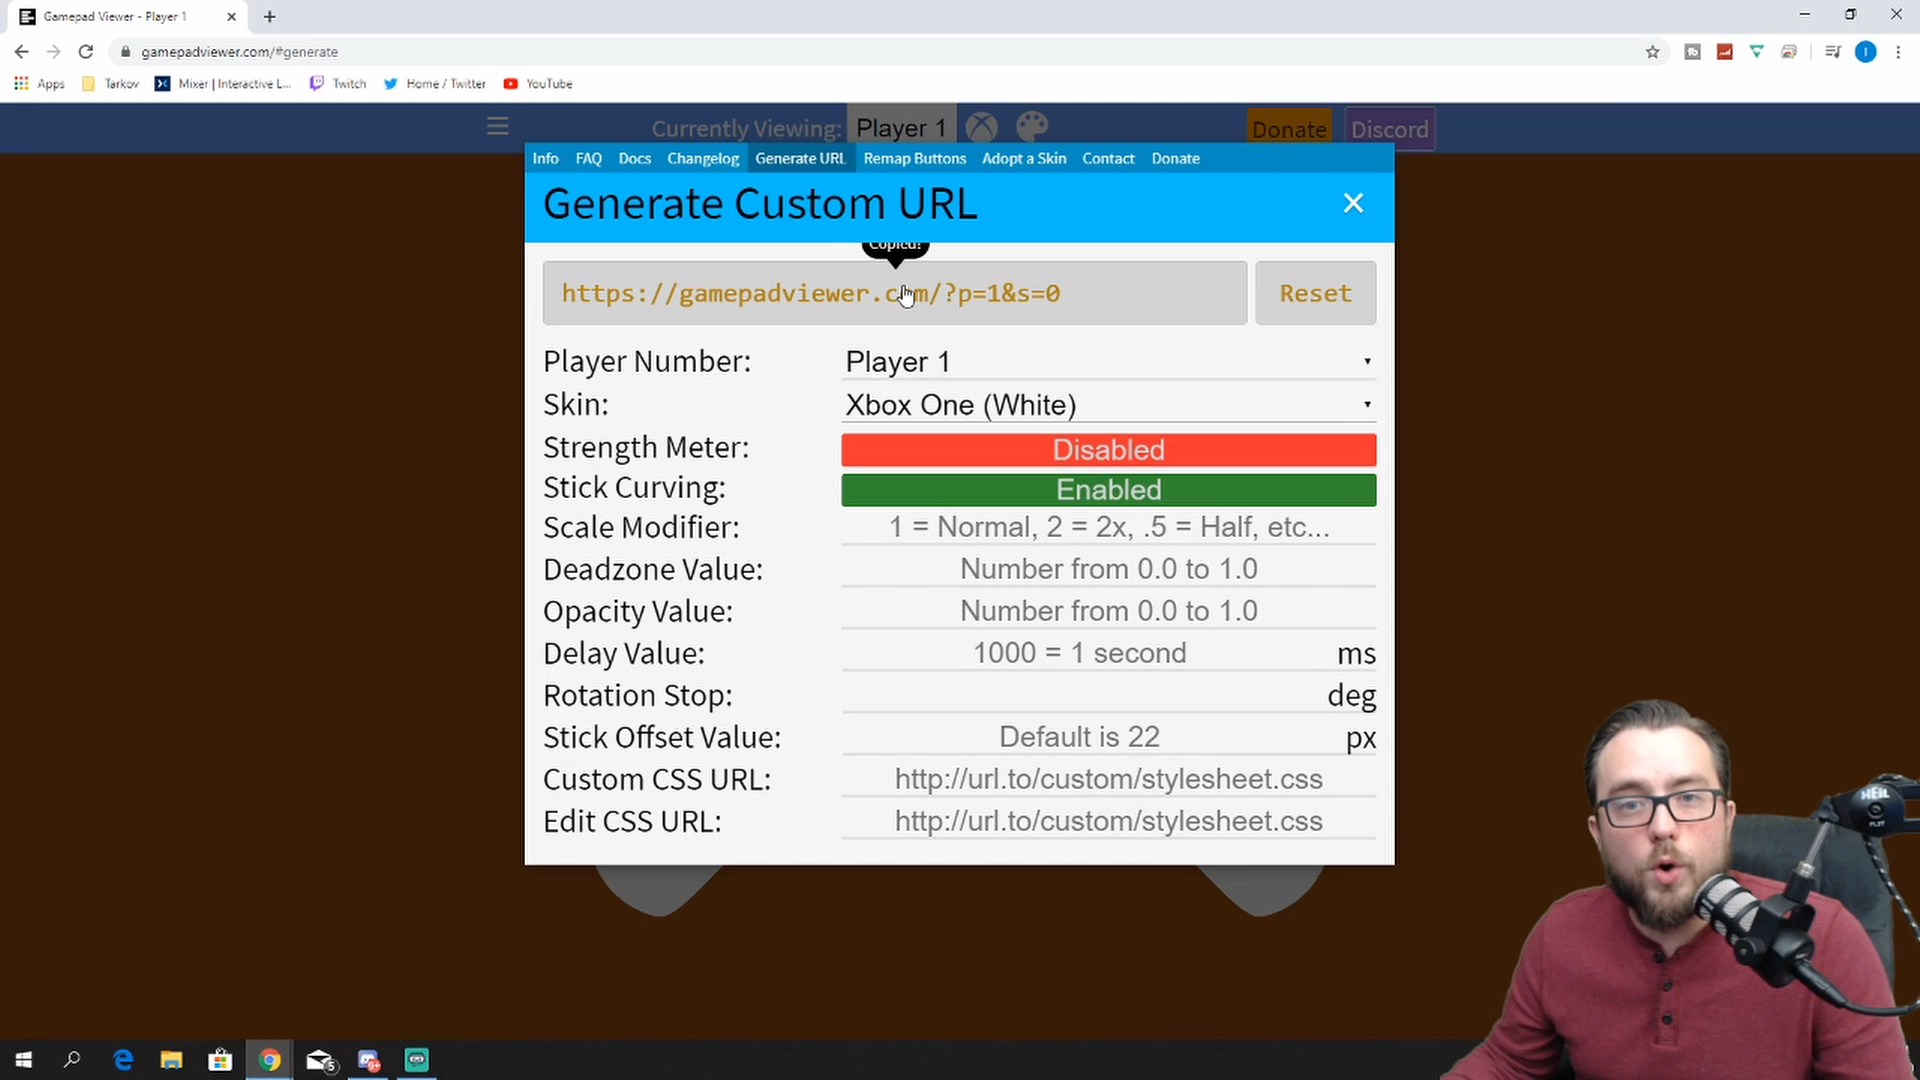 Gamepad Viewer - Player 1
gamepadviewer.com/#generate
Apps Tarkov Mixer | Interactive L... Twitch Home / Twitter YouTube
Currently Viewing: Player 1 Donate Discord
Info FAQ Docs Changelog Generate URL Remap Buttons Adopt a Skin Contact Donate
Generate Custom URL
Copied!
https://gamepadviewer.com/?p=1&s=0 Reset
Player Number: Player 1
Skin: Xbox One (White)
Strength Meter: Disabled
Stick Curving: Enabled
Scale Modifier: 1 = Normal, 2 = 2x, .5 = Half, etc...
Deadzone Value: Number from 0.0 to 1.0
Opacity Value: Number from 0.0 to 1.0
Delay Value: 1000 = 1 second ms
Rotation Stop: deg
Stick Offset Value: Default is 22 px
Custom CSS URL: http://url.to/custom/stylesheet.css
Edit CSS URL: http://url.to/custom/stylesheet.css
HEIL